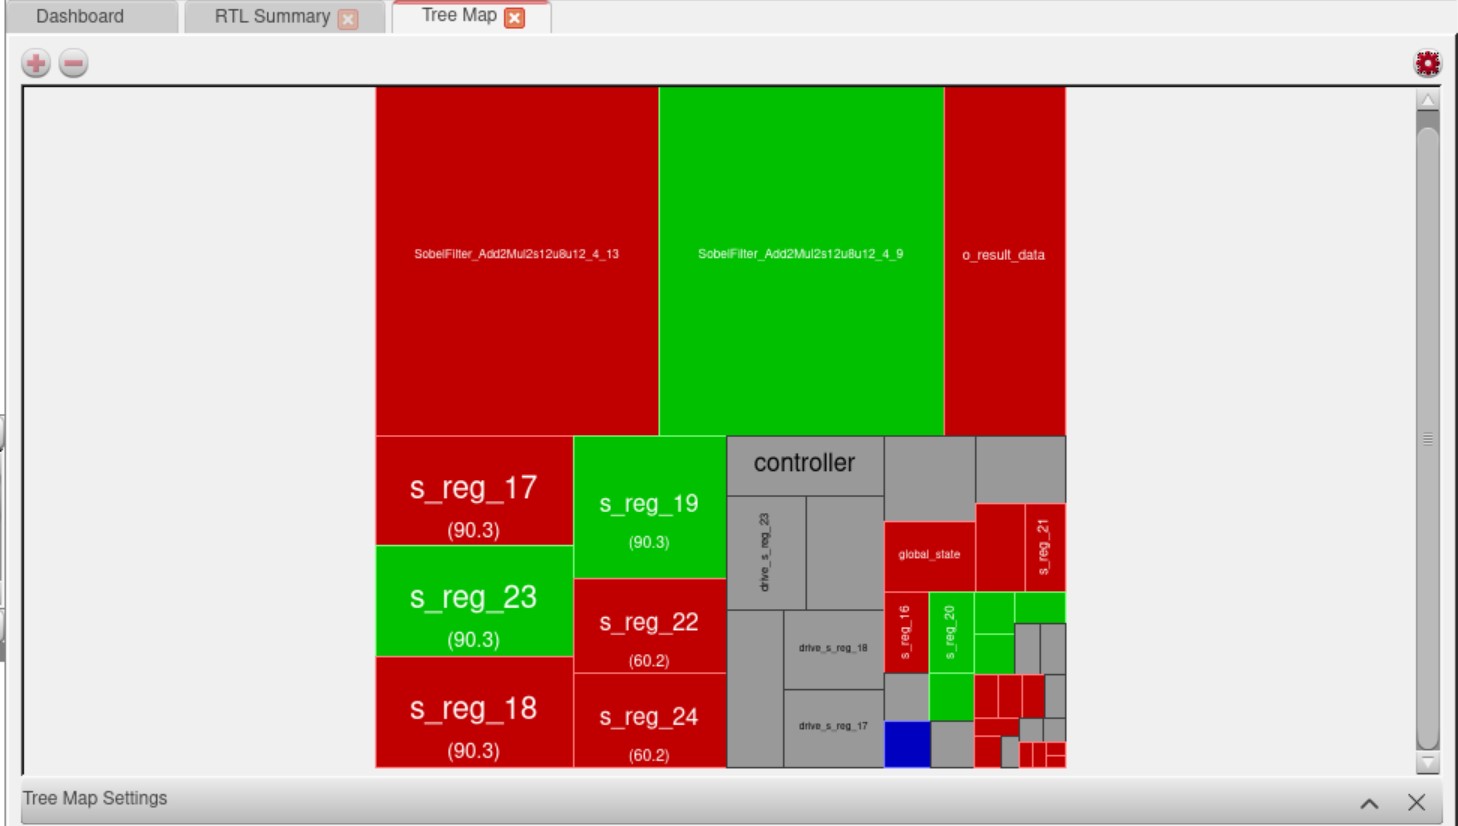 Dashboard
RTL Summary
Tree Map
SobelFilter_Add2Mul2s12u8u12_4_13
SobelFilter_Add2Mul2s12u8u12_4_9
o_result_data
s_reg_17
(90.3)
s_reg_23
(90.3)
s_reg_18
(90.3)
s_reg_19
(90.3)
s_reg_22
(60.2)
s_reg_24
(60.2)
controller
drive_s_reg_23
drive_s_reg_18
drive_s_reg_17
global_state
s_reg_21
s_reg_16
s_reg_20
Tree Map Settings